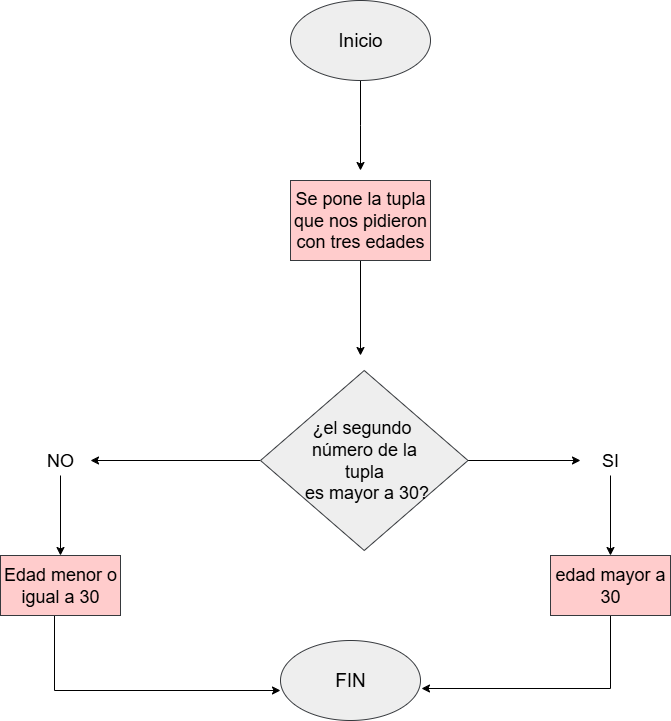 Inicio
Se pone la tupla
que nos pidieron
con tres edades
¿el segundo
número de la
tupla
es mayor a 30?
NO
SI
Edad menor o
igual a 30
edad mayor a
30
FIN